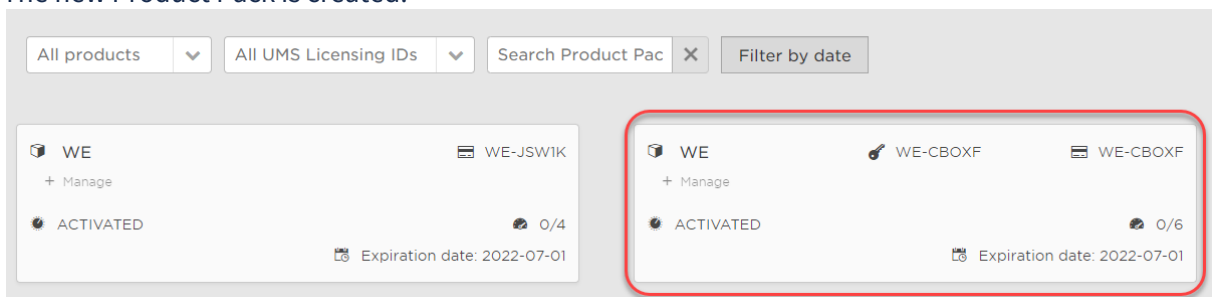 The new Product Pack is created.
All products All UMS Licensing IDs Search Product Pac Filter by date
WE WE-JSW1K
+ Manage
ACTIVATED 0/4
Expiration date: 2022-07-01
WE WE-CBOXF WE-CBOXF
+ Manage
ACTIVATED 0/6
Expiration date: 2022-07-01